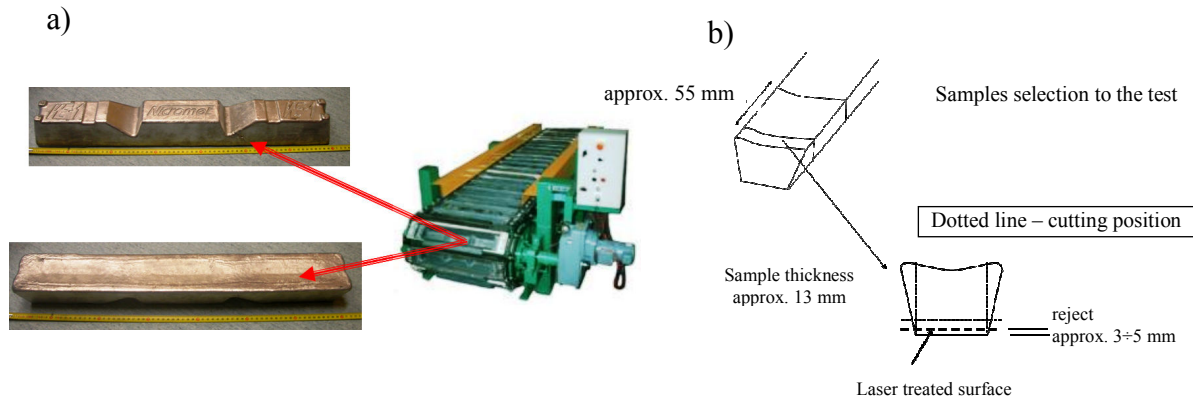 a)
b)
Nigomet
approx. 55 mm
Samples selection to the test
Dotted line – cutting position
Sample thickness
approx. 13 mm
reject
approx. 3÷5 mm
Laser treated surface